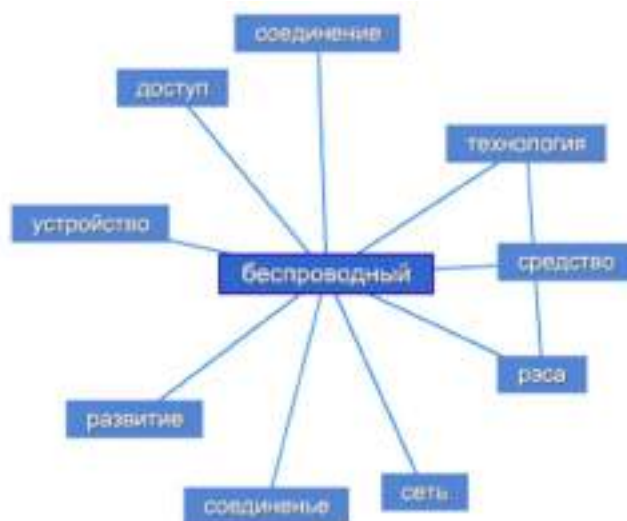 соединение
доступ
технология
устройство
средство
беспроводный
рэса
развитие
сеть
соединенье